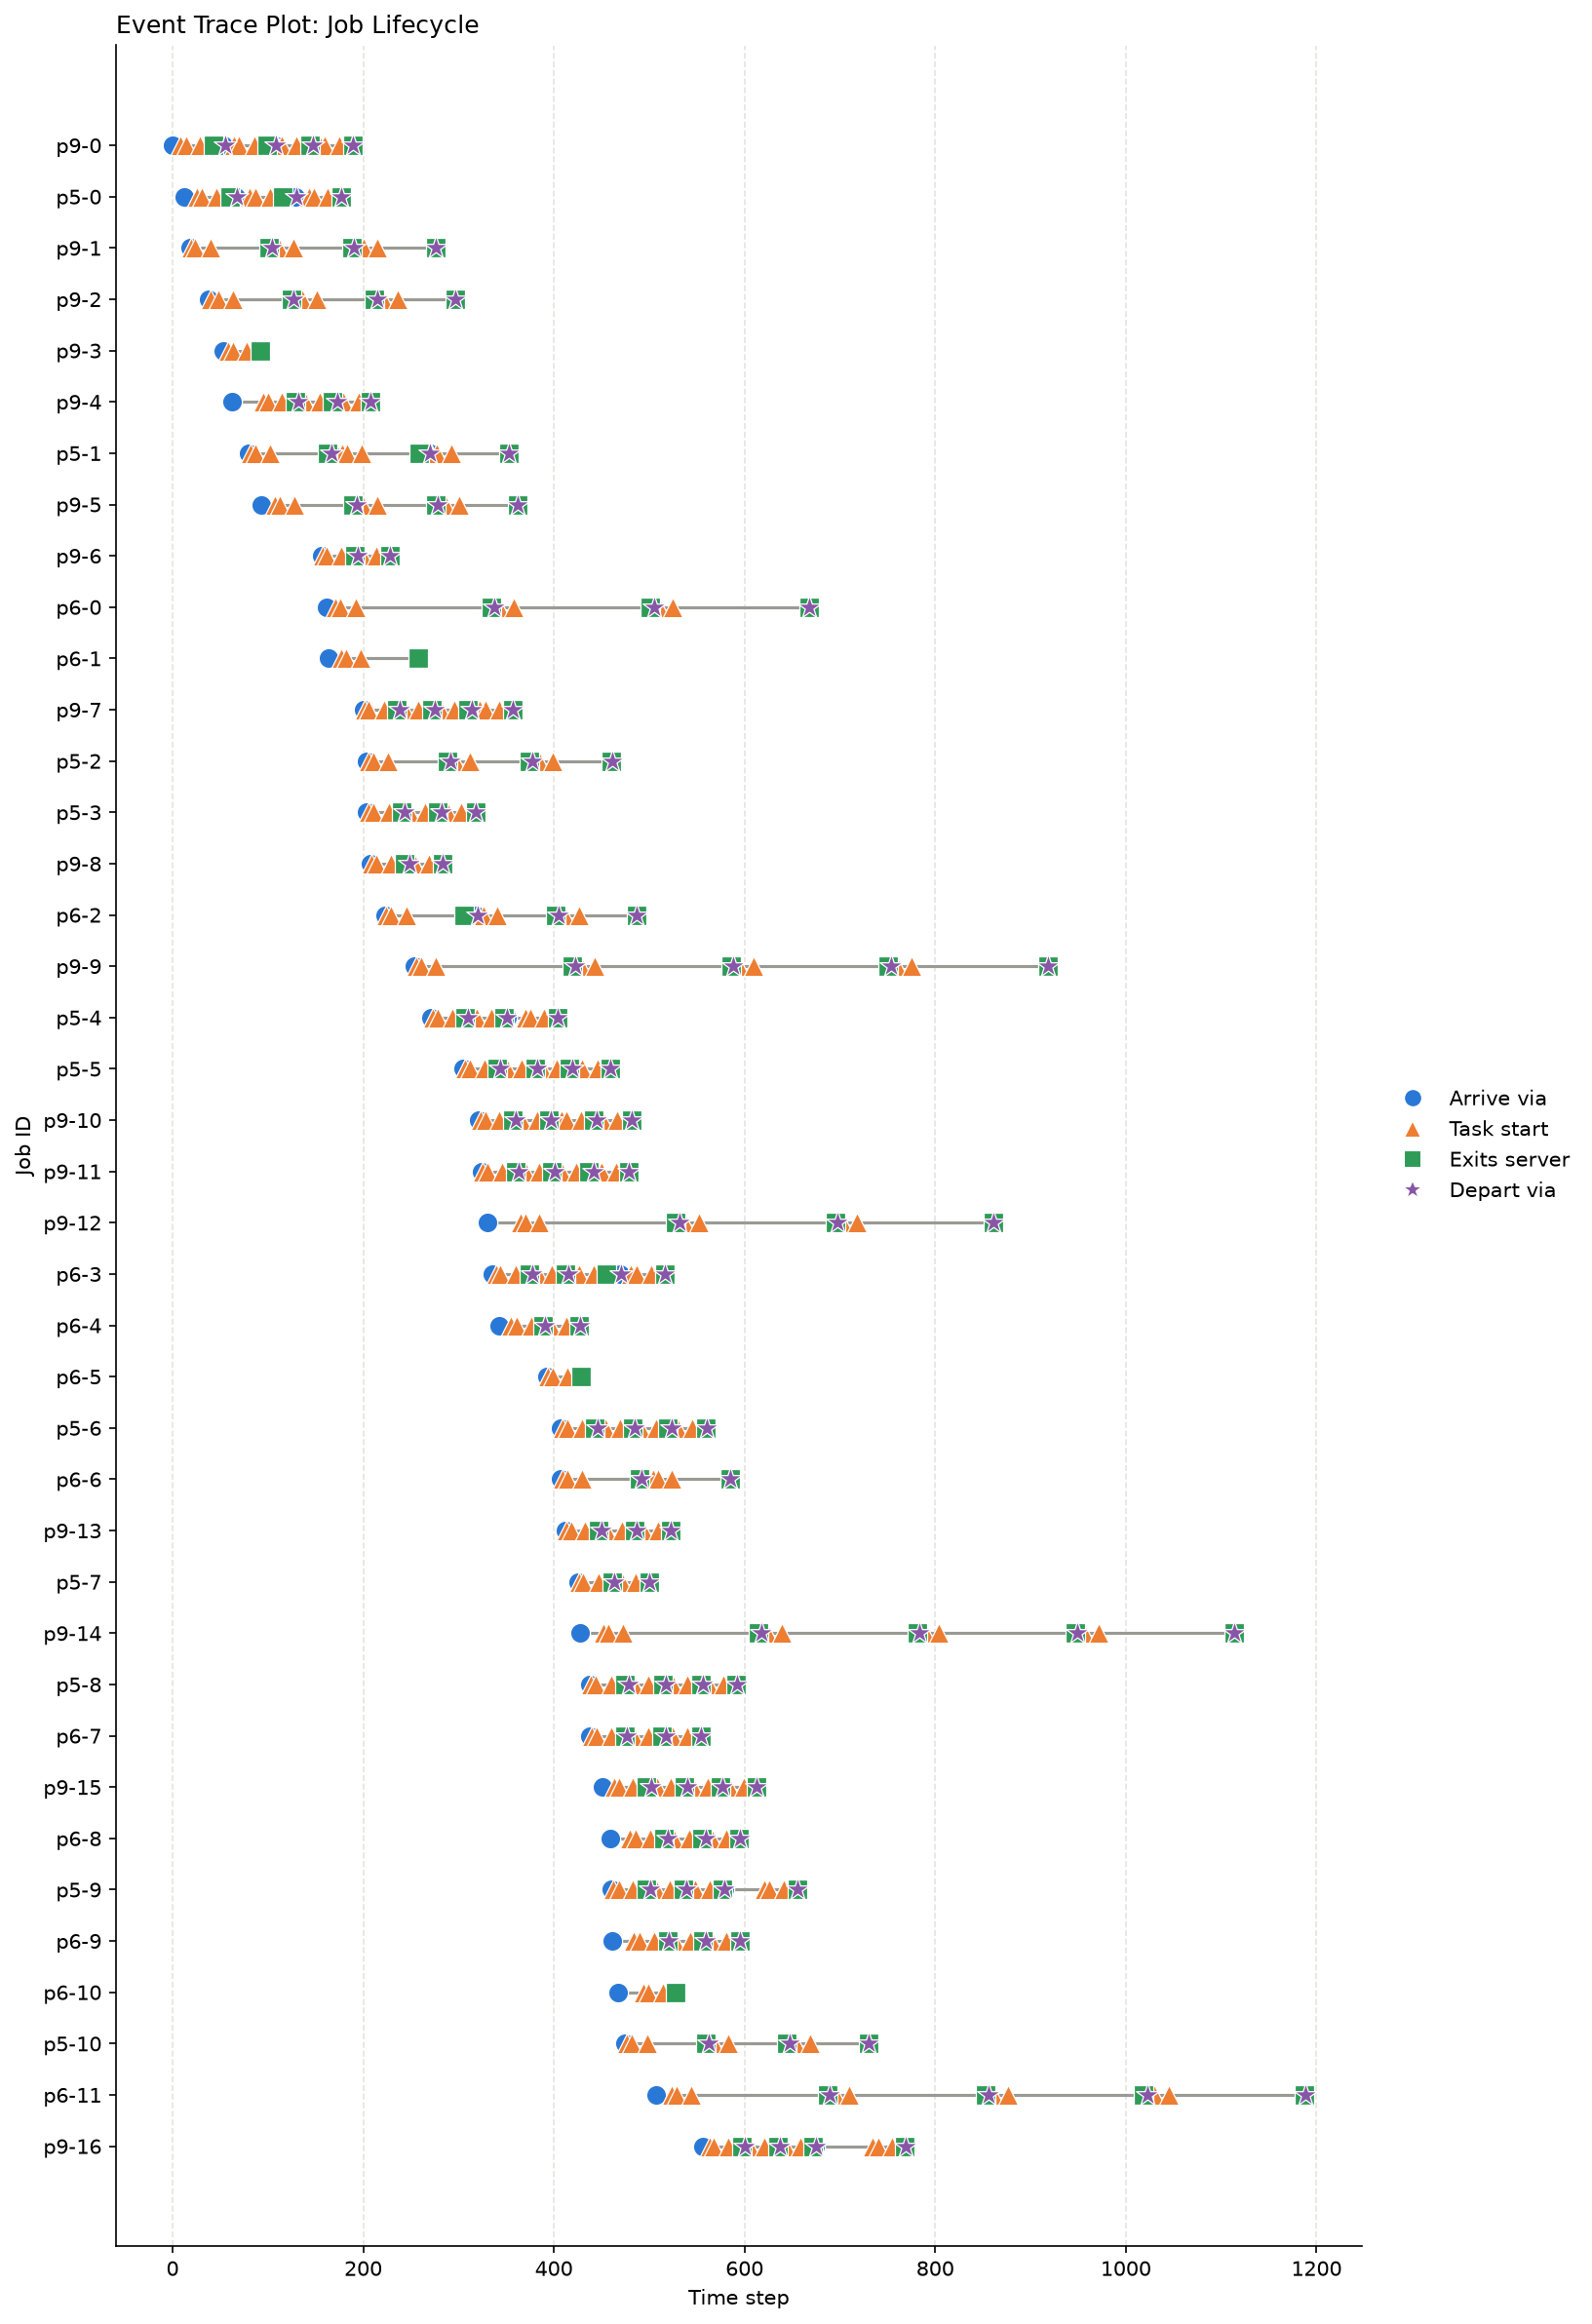 Event Trace Plot: Job Lifecycle
p9-0
p5-0
p9-1
p9-2
p9-3
p9-4
p5-1
p9-5
p9-6
p6-0
p6-1
p9-7
p5-2
p5-3
p9-8
p6-2
p9-9
p5-4
p5-5
p9-10
p9-11
p9-12
p6-3
p6-4
p6-5
p5-6
p6-6
p9-13
p5-7
p9-14
p5-8
p6-7
p9-15
p6-8
p5-9
p6-9
p6-10
p5-10
p6-11
p9-16
Job ID
0 200 400 600 800 1000 1200
Time step
Arrive via
Task start
Exits server
Depart via